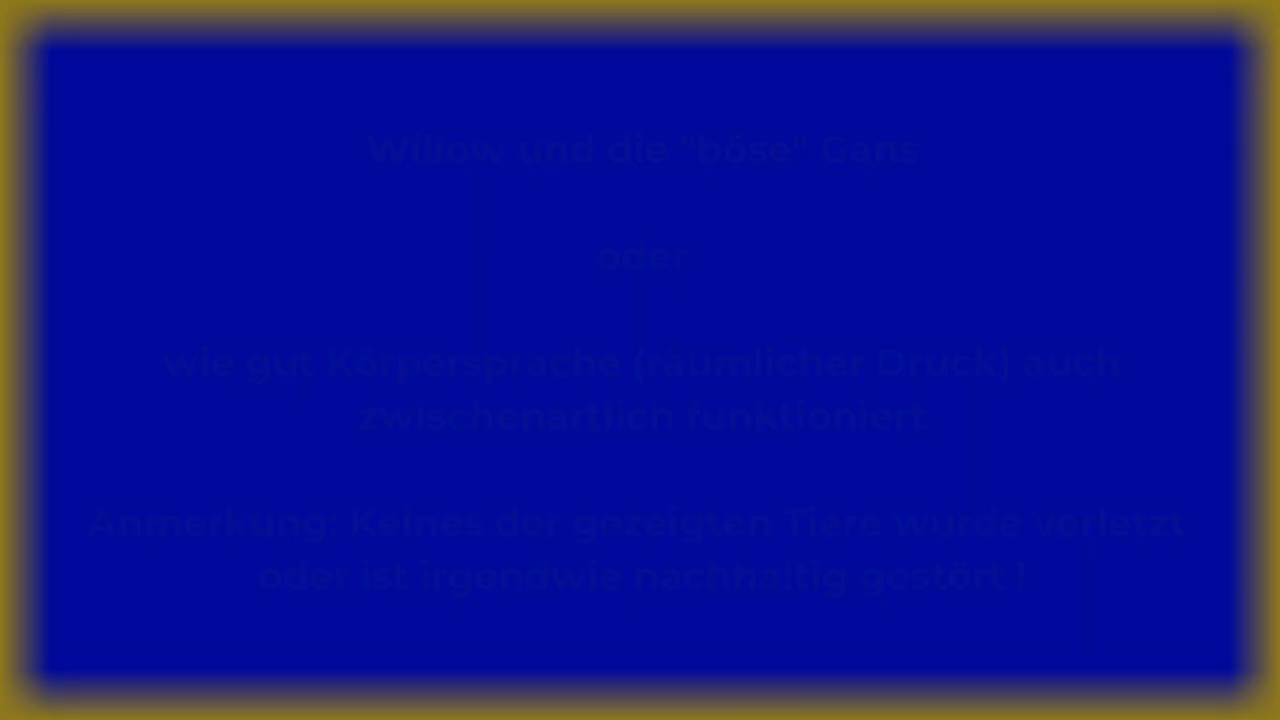 Willow und die "böse" Gans
oder
wie gut Körpersprache (räumlicher Druck) auch
zwischenartlich funktioniert
Anmerkung: Keines der gezeigten Tiere wurde verletzt
oder ist irgendwie nachhaltig gestört !